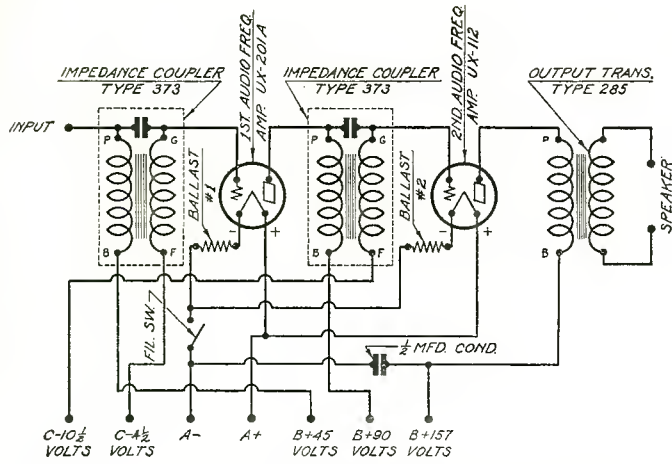 IMPEDANCE COUPLER
TYPE 373
1ST. AUDIO FREQ.
AMP. UX-201A
IMPEDANCE COUPLER
TYPE 373
2ND. AUDIO FREQ.
AMP. UX-112
OUTPUT TRANS.
TYPE 285
INPUT
P
G
B
F
BALLAST
#1
-
+
P
G
B
F
BALLAST
#2
-
+
P
G
B
F
SPEAKER
FIL. SW.
½ MFD. COND.
C-10½
VOLTS
C-4½
VOLTS
A-
A+
B+45
VOLTS
B+90
VOLTS
B+157
VOLTS